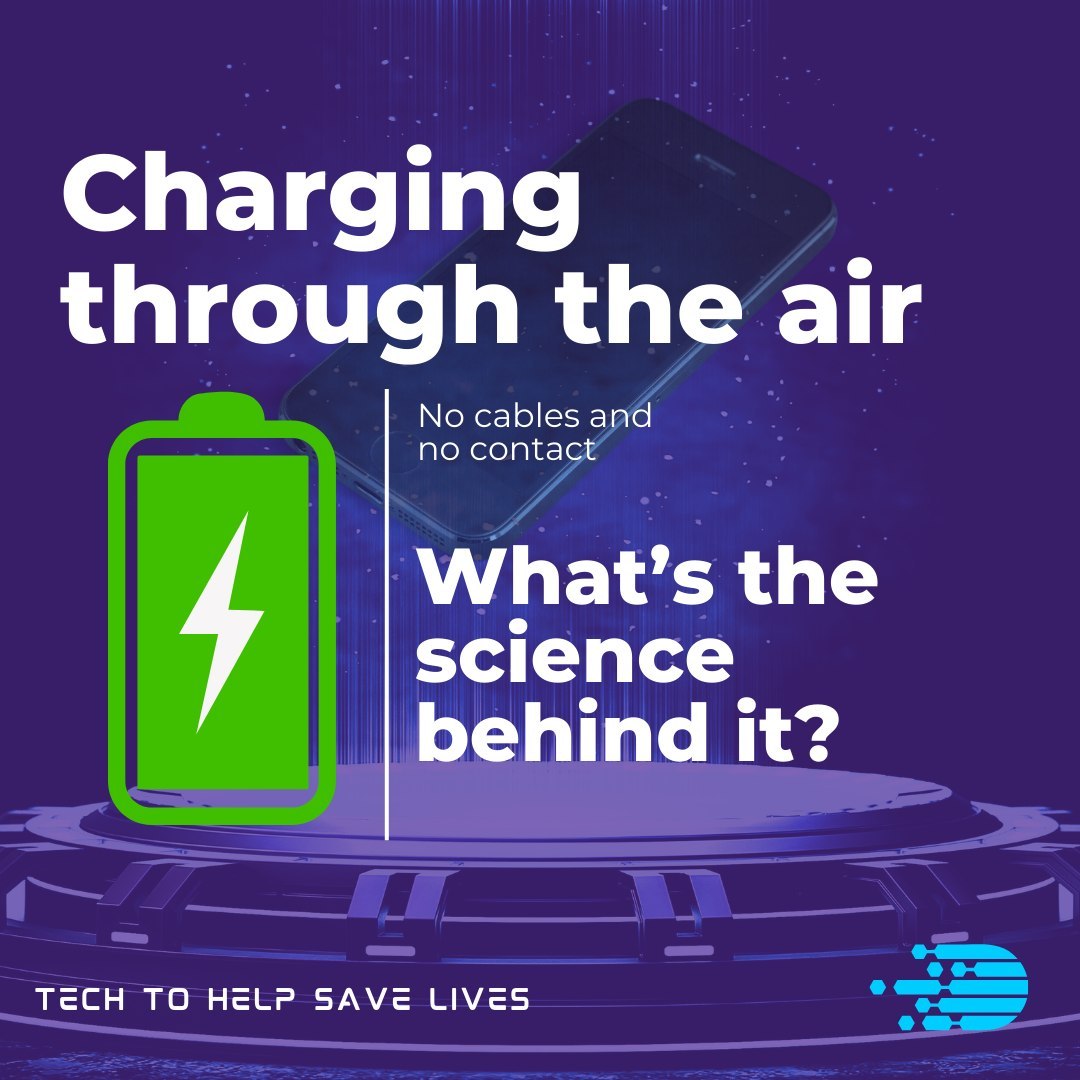 Charging
through the air
No cables and
no contact
What’s the
science
behind it?
TECH TO HELP SAVE LIVES